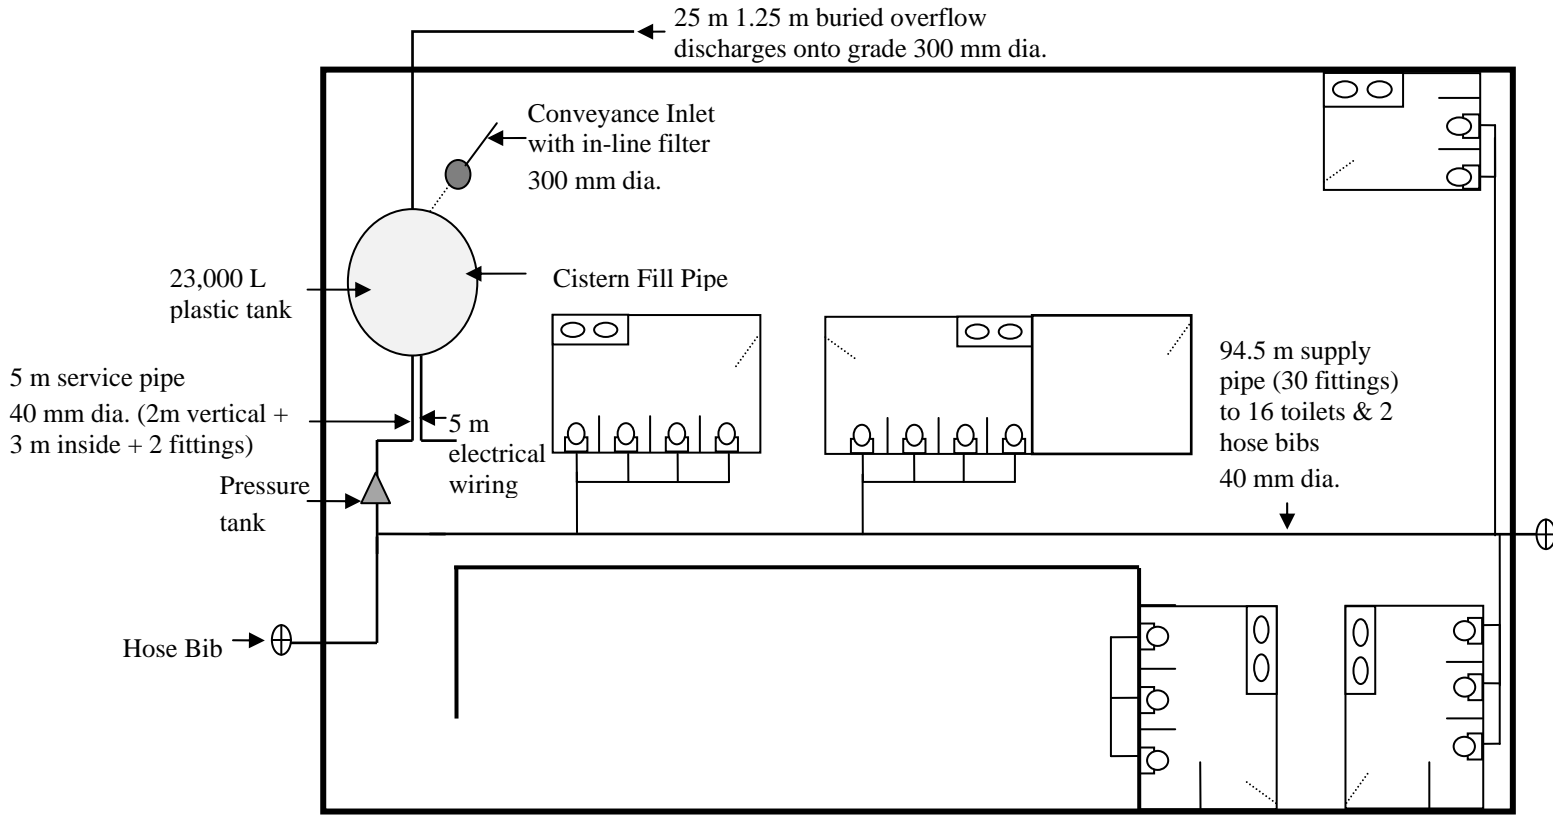 25 m 1.25 m buried overflow
discharges onto grade 300 mm dia.
Conveyance Inlet
with in-line filter
300 mm dia.
23,000 L
plastic tank
Cistern Fill Pipe
5 m service pipe
40 mm dia. (2m vertical +
3 m inside + 2 fittings)
5 m
electrical
wiring
94.5 m supply
pipe (30 fittings)
to 16 toilets & 2
hose bibs
40 mm dia.
Pressure
tank
Hose Bib